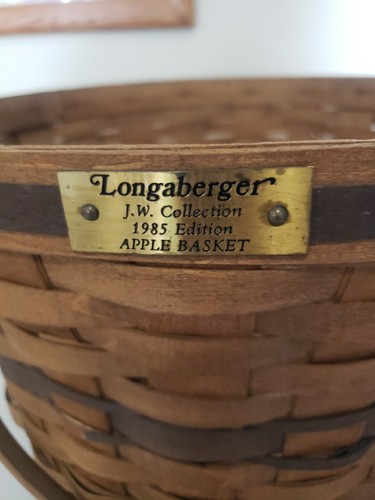 Longaberger
J.W. Collection
1985 Edition
APPLE BASKET